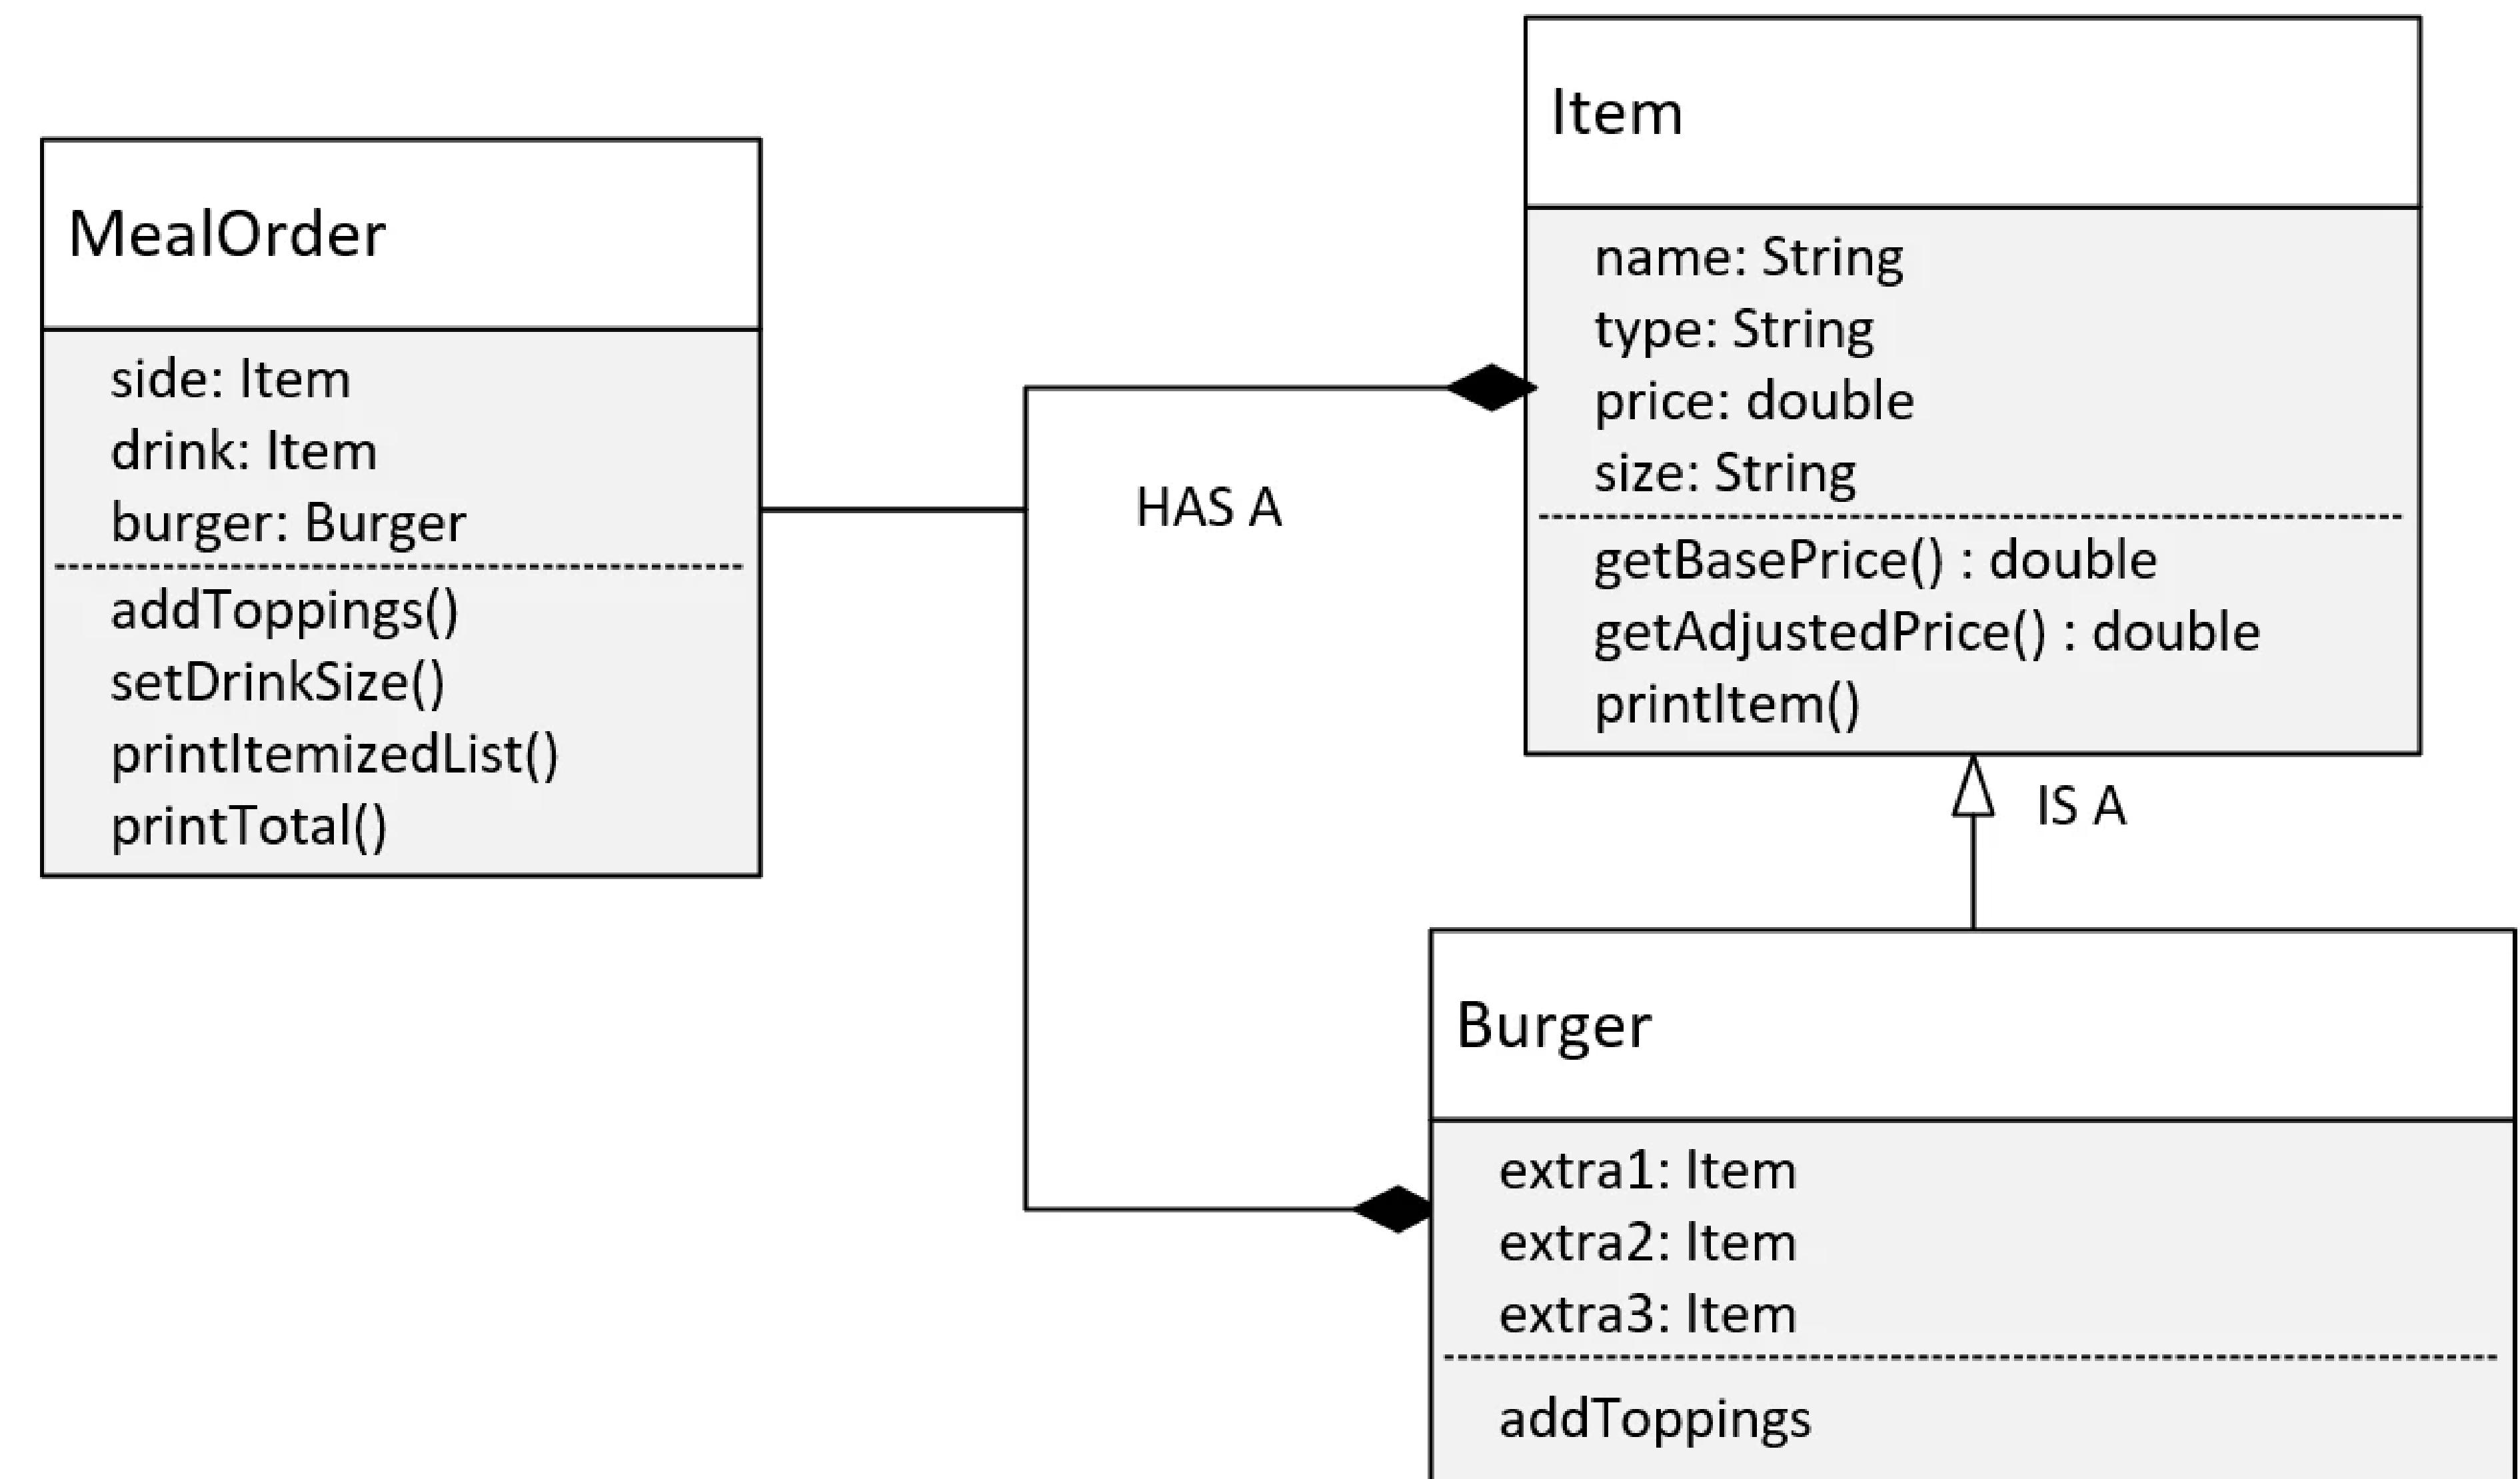 MealOrder
side: Item
drink: Item
burger: Burger
addToppings()
setDrinkSize()
printItemizedList()
printTotal()
HAS A
Item
name: String
type: String
price: double
size: String
getBasePrice() : double
getAdjustedPrice() : double
printItem()
IS A
Burger
extra1: Item
extra2: Item
extra3: Item
addToppings